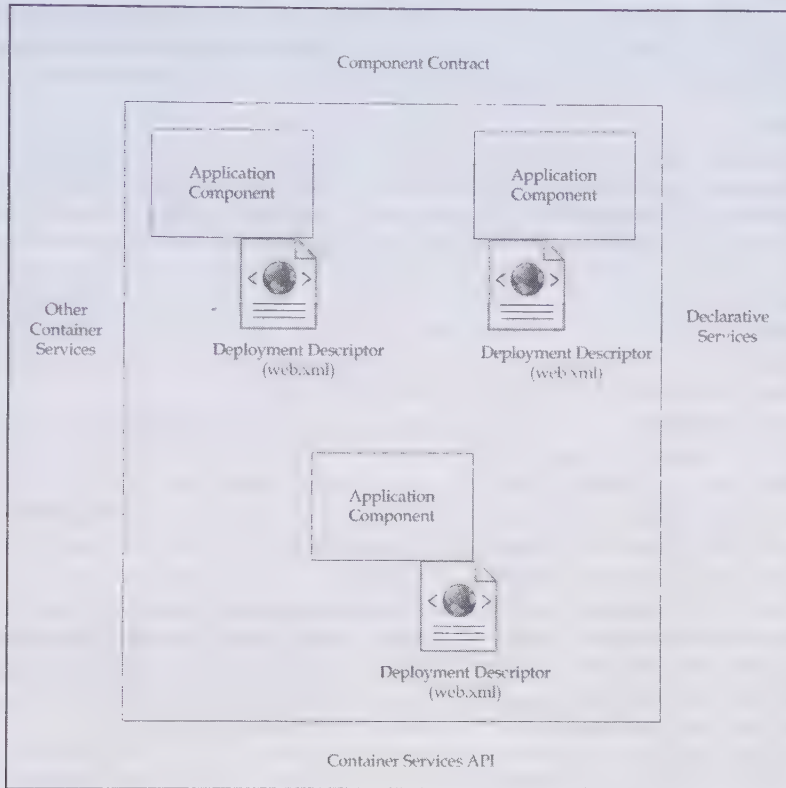 Component Contract
Application
Component
Application
Component
Other
Container
Services
Declarative
Services
Deployment Descriptor
(web.xml)
Deployment Descriptor
(web.xml)
Application
Component
Deployment Descriptor
(web.xml)
Container Services API